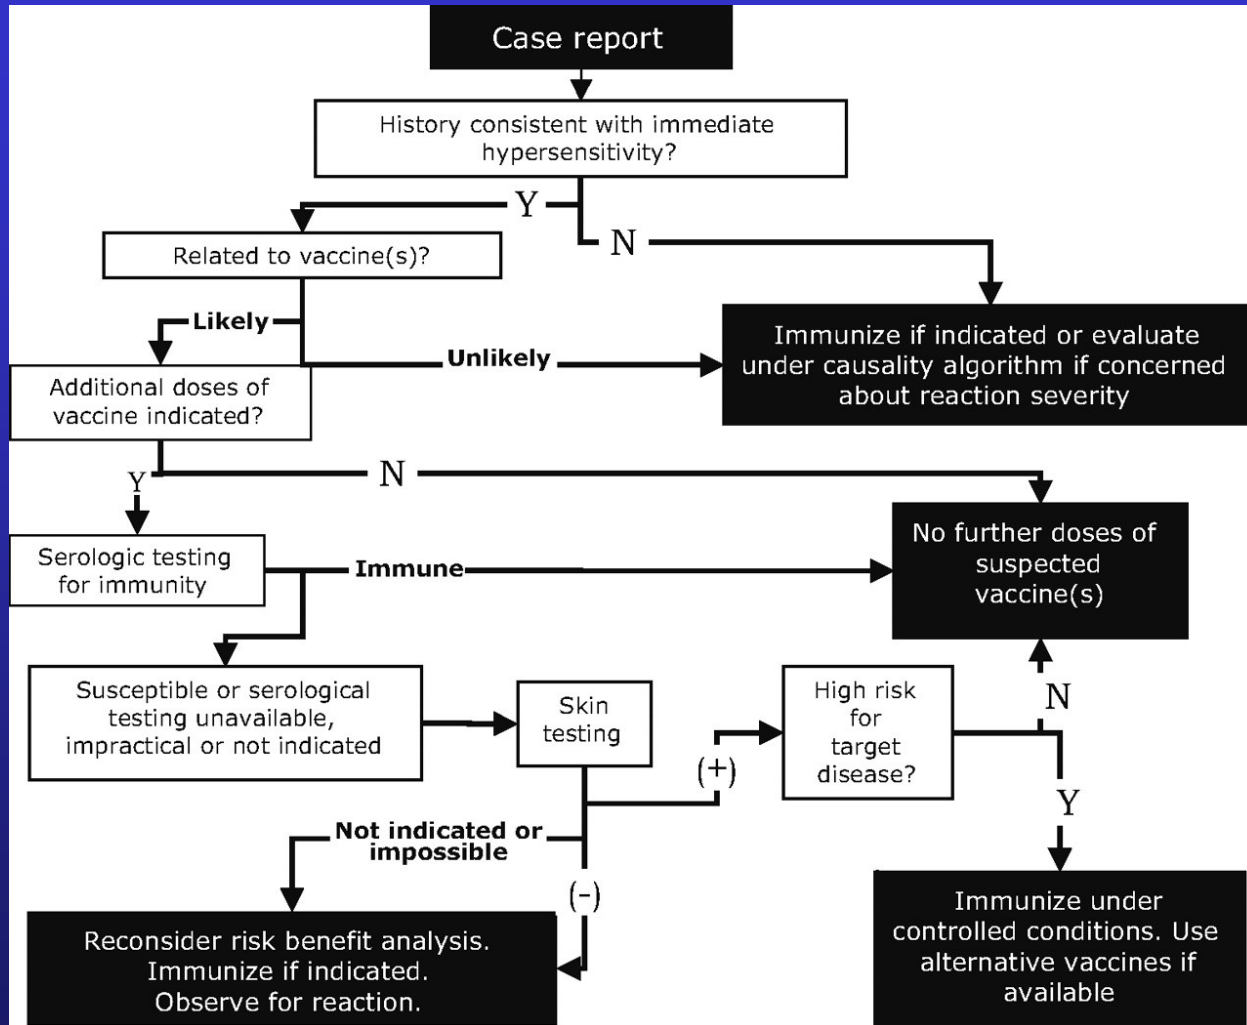 Case report
History consistent with immediate
hypersensitivity?
Y
N
Related to vaccine(s)?
Likely
Unlikely
Immunize if indicated or evaluate
under causality algorithm if concerned
about reaction severity
Additional doses of
vaccine indicated?
Y
N
No further doses of
suspected
vaccine(s)
Serologic testing
for immunity
Immune
Susceptible or serological
testing unavailable,
impractical or not indicated
Skin
testing
(+)
High risk
for
target
disease?
N
Y
Not indicated or
impossible
(-)
Reconsider risk benefit analysis.
Immunize if indicated.
Observe for reaction.
Immunize under
controlled conditions. Use
alternative vaccines if
available